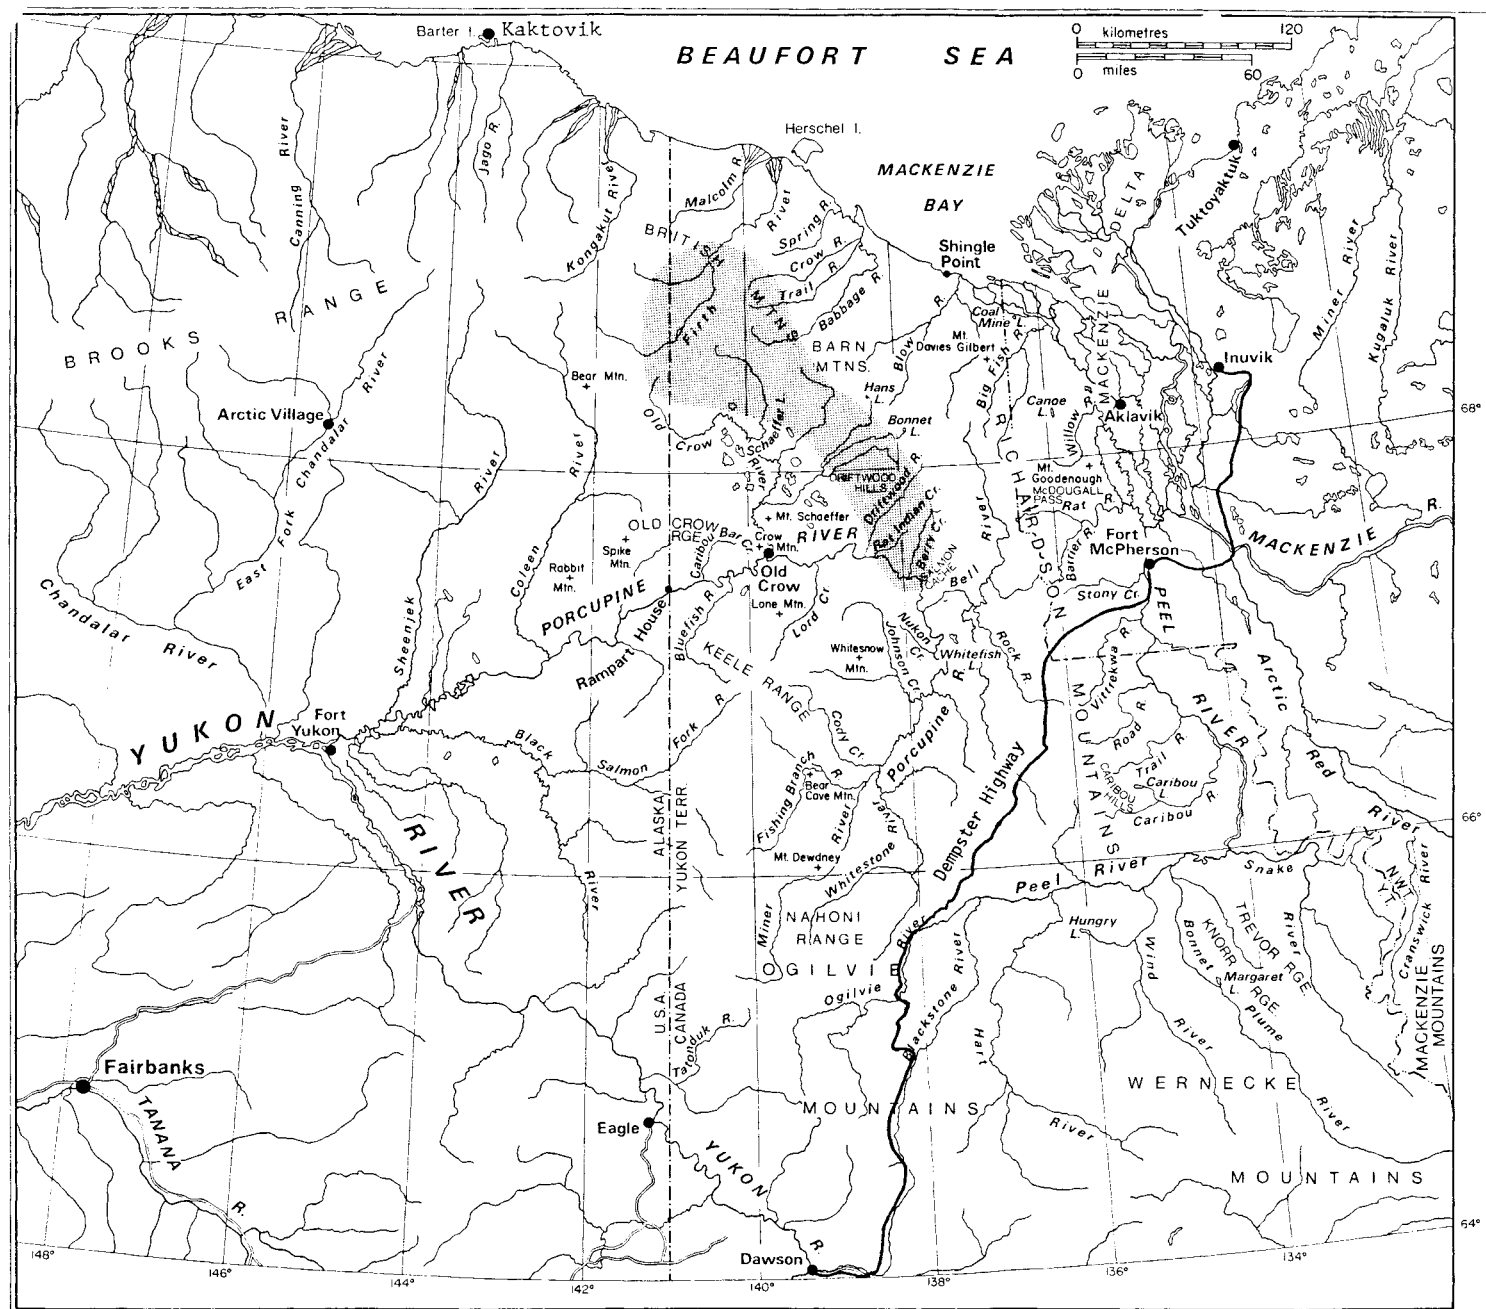 Barter I.
Kaktovik
BEAUFORT SEA
0 kilometres 120
0 miles 60
Herschel I.
MACKENZIE
BAY
DELTA
Tuktoyaktuk
Canning River
Jago R.
Kongakut River
Malcolm R.
BRITISH
MTNS
River
Spring R.
Crow R.
Trail R.
Babbage R.
Firth
Shingle
Point
Miner River
Kugaluk River
BROOKS RANGE
BARN
MTNS.
Blow R.
Coal
Mine L.
Mt.
Davies Gilbert
Big Fish R.
MACKENZIE
Inuvik
Bear Mtn.
Hans
L.
Canoe
L.
Willow R.
Aklavik
68°
Arctic Village
Chandalar River
Old
Crow
River
Schaeffer L.
Bonnet
L.
DRIFTWOOD
HILLS
Driftwood R.
Mt.
Goodenough
McDOUGALL
PASS
Rat R.
East Fork Chandalar River
Coleen River
River
OLD CROW
RGE
Spike
Mtn.
Rabbit
Mtn.
Caribou Bar Cr.
Mt. Schaeffer
Crow
Mtn.
Old
Crow
Lone Mtn.
PORCUPINE RIVER
Rat Indian Cr.
Berry Cr.
SALMON
CACHE
Bell River
RICHARDSON
MOUNTAINS
Barrier R.
Fort
McPherson
MACKENZIE R.
Stony Cr.
PEEL
RIVER
Chandalar River
Sheenjek River
Rampart House
Bluefish R.
Lord Cr.
KEELE RANGE
Whitesnow
Mtn.
Johnson Cr.
Nukon
Cr.
Whitefish
L.
Rock R.
Vittrekwa R.
Arctic Red River
YUKON RIVER
Fort
Yukon
Black River
Salmon Fork R.
Cody Cr.
Porcupine R.
River
Road R.
Trail R.
CARIBOU
HILLS
Caribou
L.
Caribou R.
Dempster Highway
Fishing Branch R.
Bear
Cave Mtn.
Mt. Dewdney
ALASKA
YUKON TERR.
66°
Miner River
Whitestone River
NAHONI
RANGE
Peel River
Snake River
NWT
Y.T.
Cranswick River
Hungry
L.
Wind River
Bonnet Plume River
KNORR RGE
TREVOR RGE
Margaret
L.
OGILVIE
MOUNTAINS
Ogilvie River
Blackstone River
Hart River
MACKENZIE
MOUNTAINS
U.S.A.
CANADA
Tatonduk R.
Fairbanks
TANANA R.
WERNECKE
MOUNTAINS
Eagle
YUKON R.
Dawson
64°
148°
146°
144°
142°
140°
138°
136°
134°